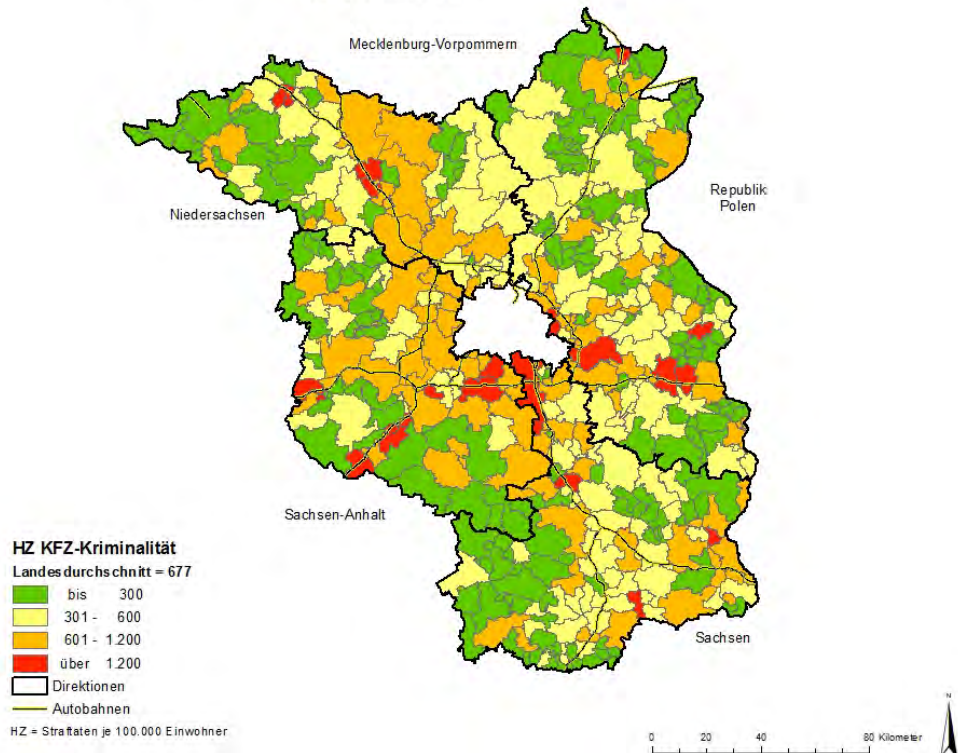 Mecklenburg-Vorpommern
Republik
Polen
Niedersachsen
Sachsen-Anhalt
Sachsen
HZ KFZ-Kriminalität
Landesdurchschnitt = 677
bis 300
301 - 600
601 - 1.200
über 1.200
Direktionen
Autobahnen
HZ = Straftaten je 100.000 Einwohner
0 20 40 80 Kilometer
N